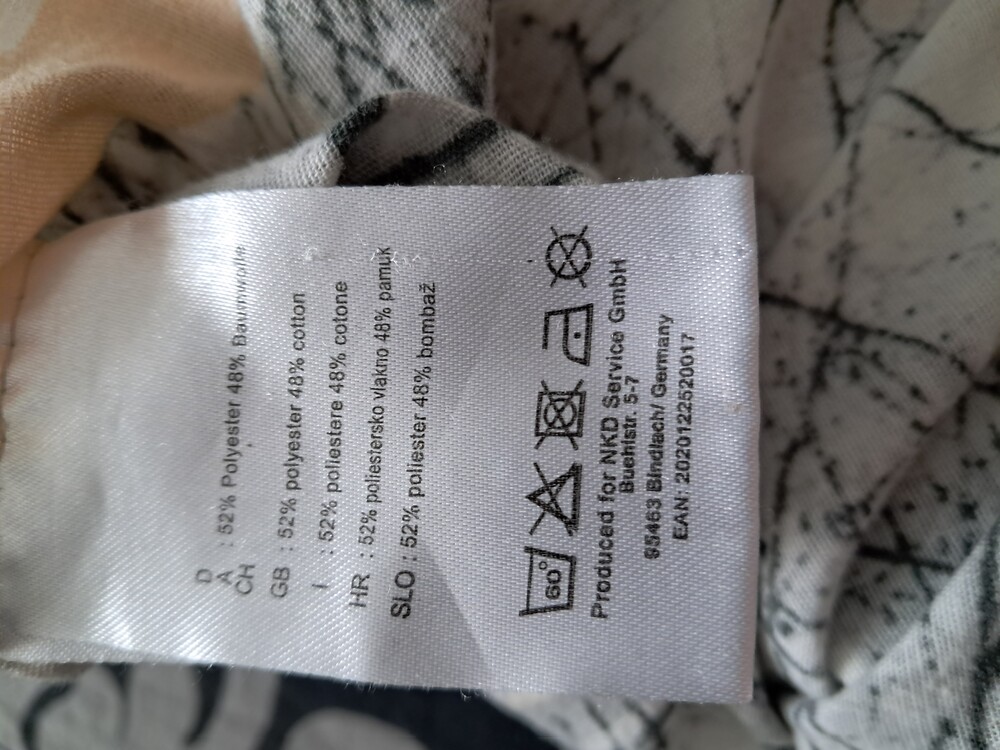 D
A : 52% Polyester 48% Baumwolle
CH
GB : 52% polyester 48% cotton
I : 52% poliestere 48% cotone
HR : 52% poliestersko vlakno 48% pamuk
SLO : 52% poliester 48% bombaž
60°
Produced for NKD Service GmbH
Buehlstr. 5-7
95463 Bindlach/ Germany
EAN: 2020122520017